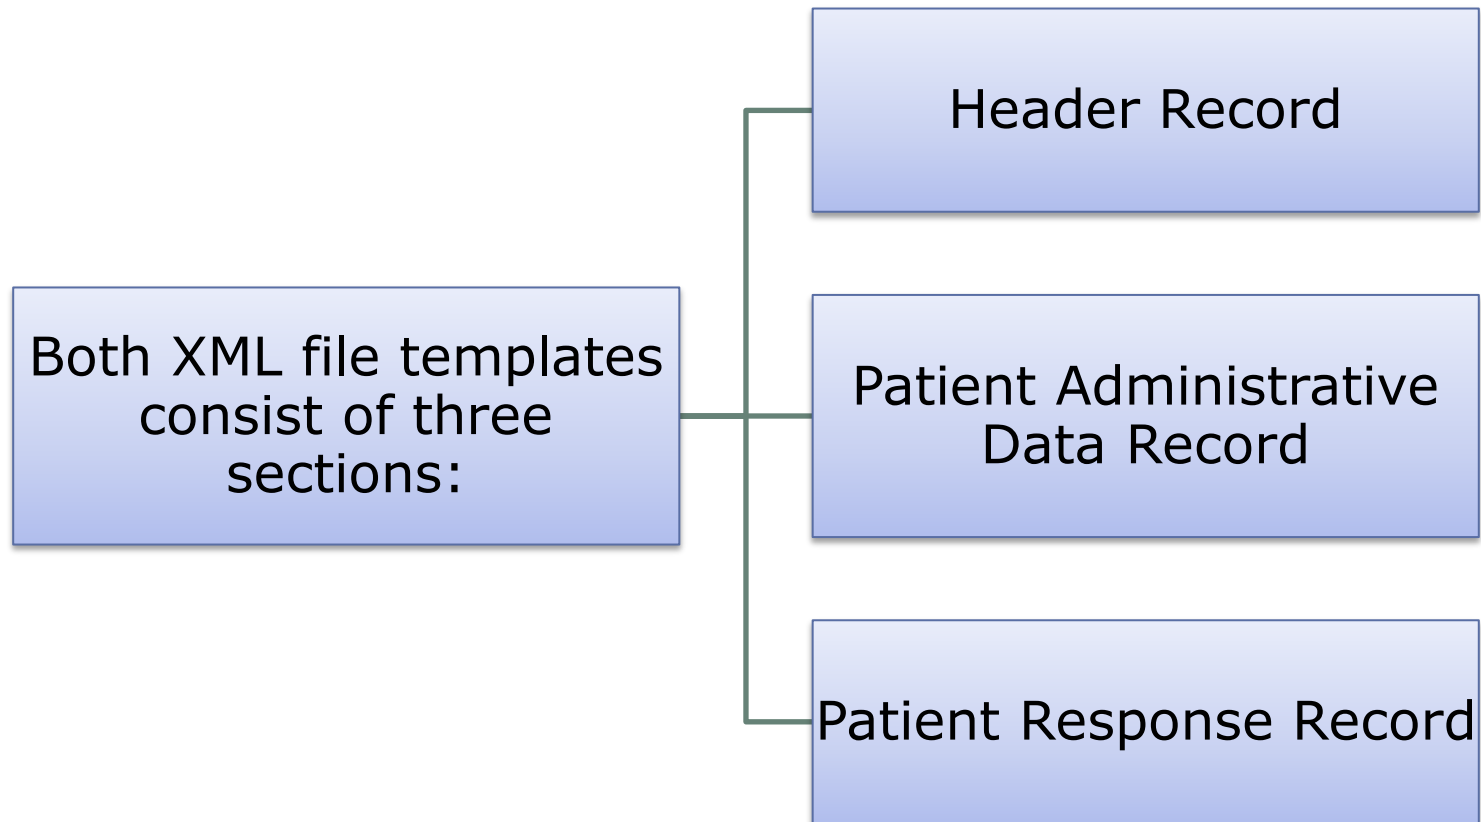 Both XML file templates
consist of three
sections:
Header Record
Patient Administrative
Data Record
Patient Response Record